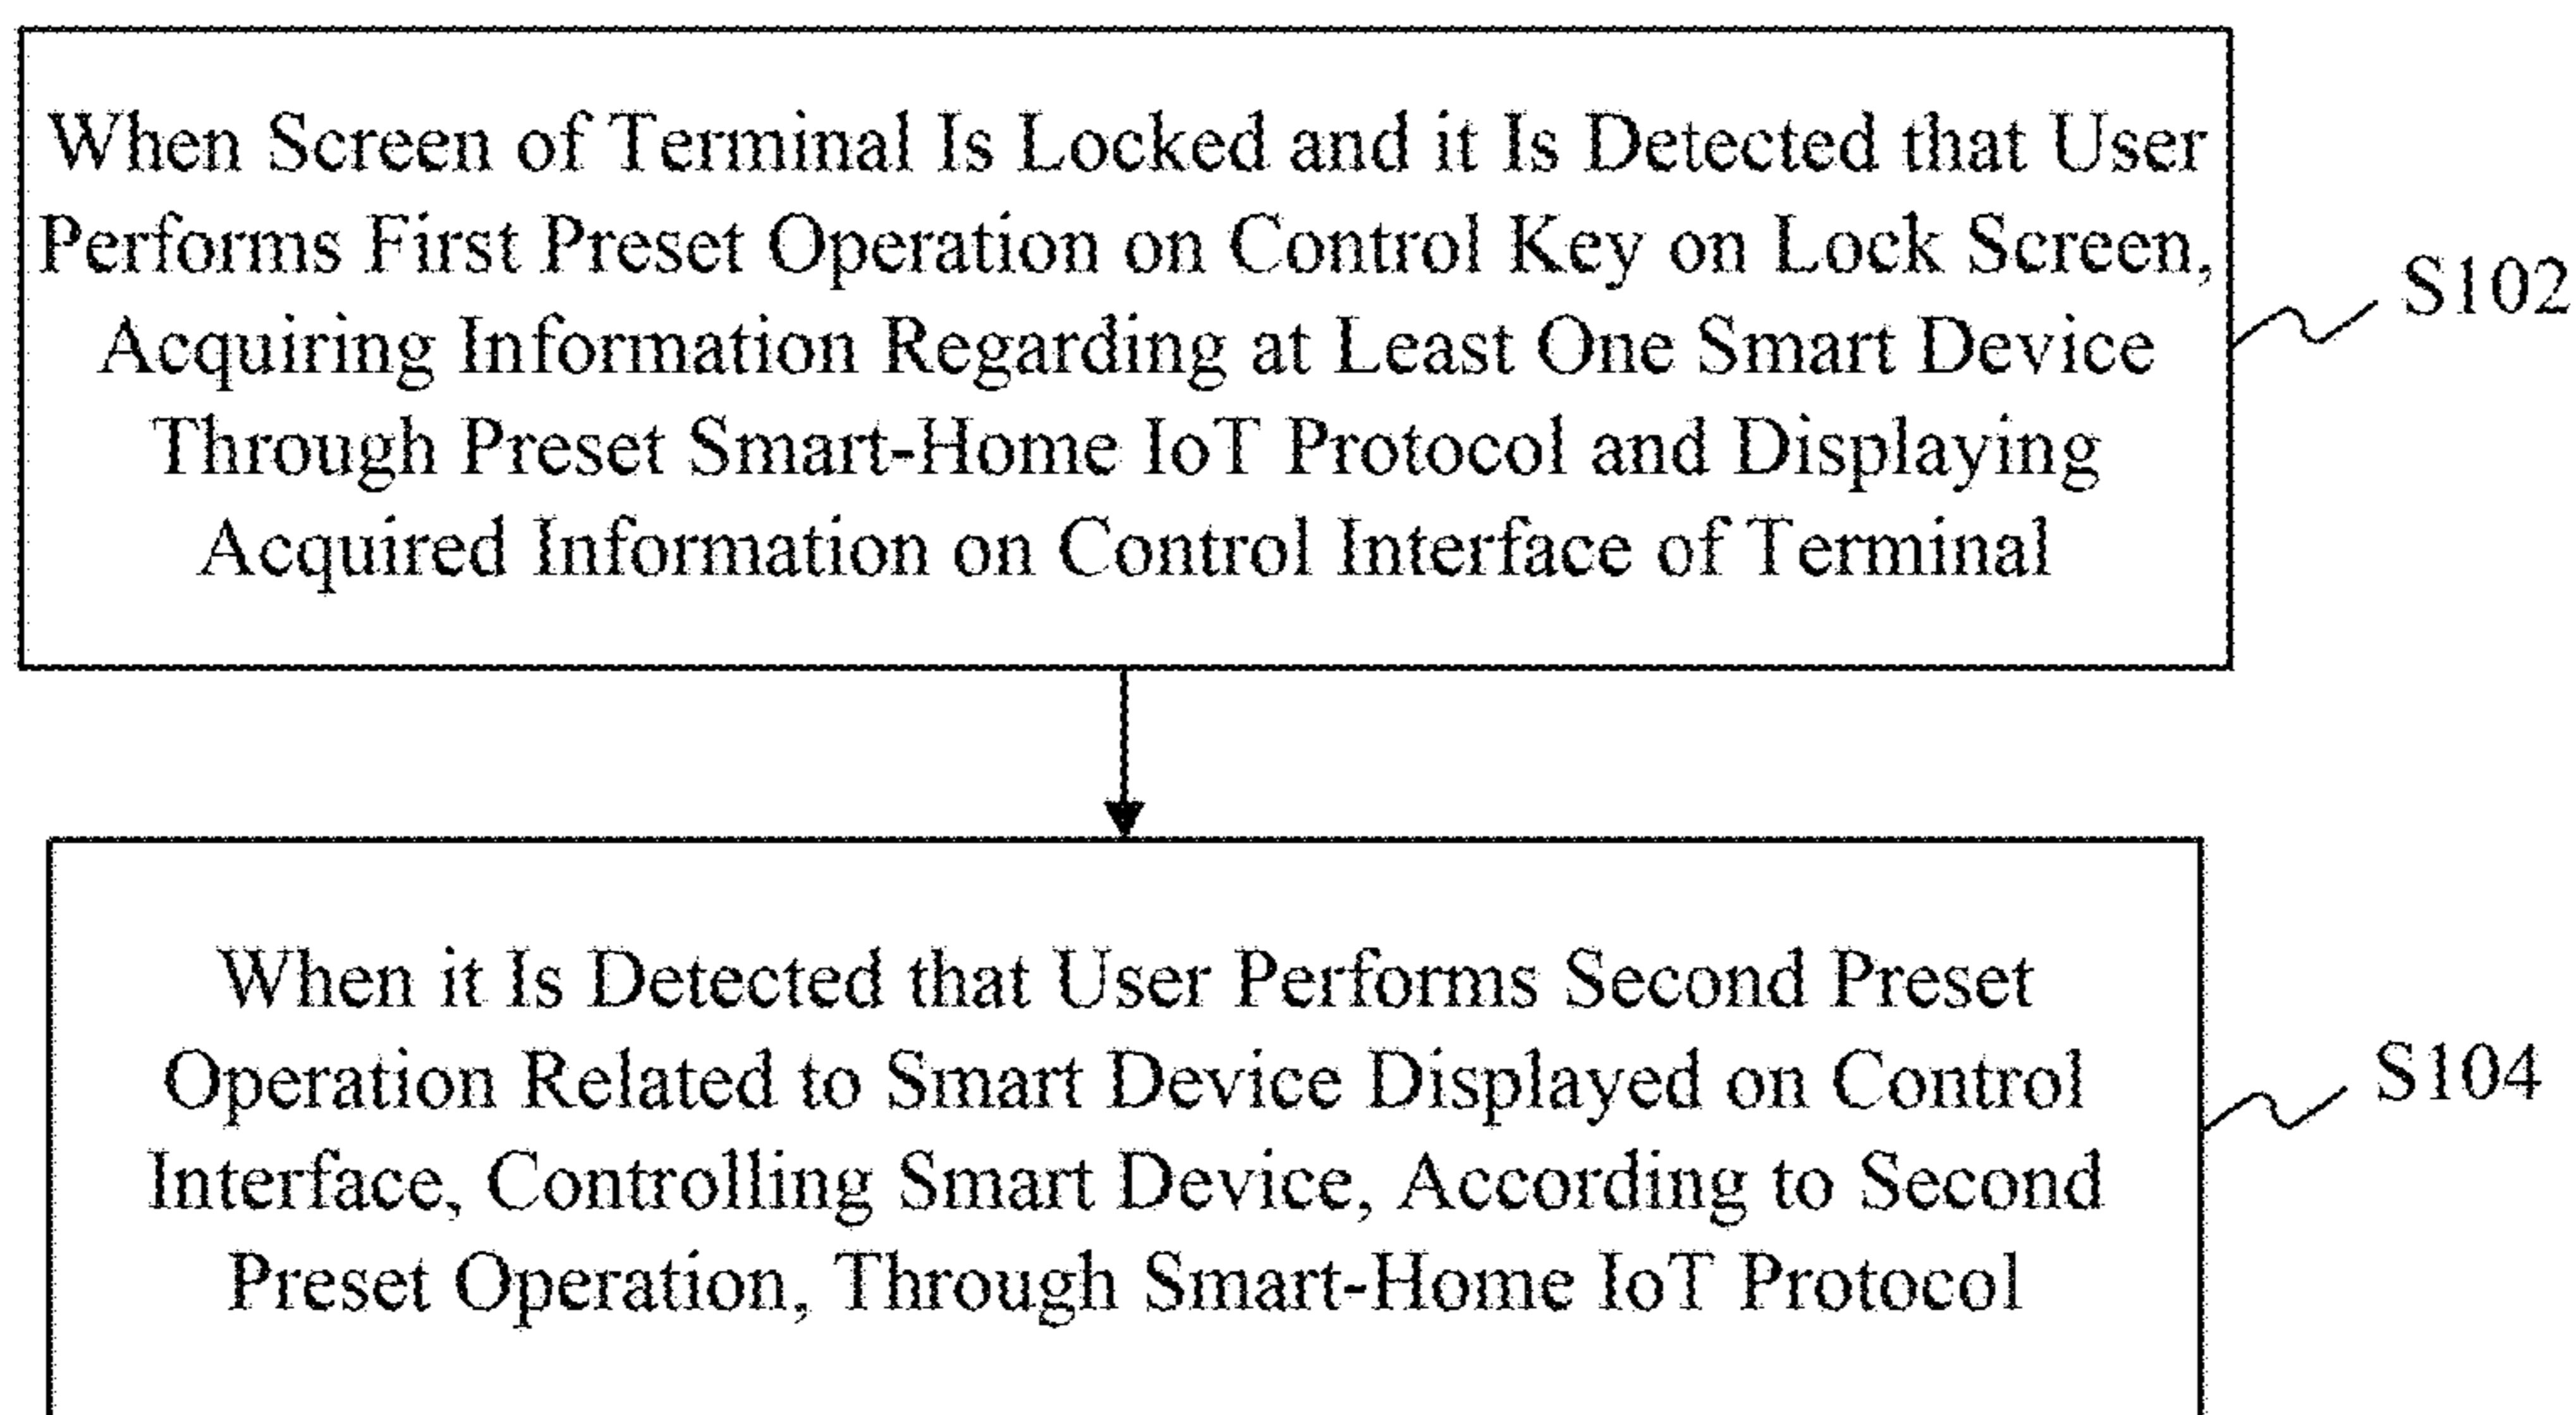 When Screen of Terminal Is Locked and it Is Detected that User
Performs First Preset Operation on Control Key on Lock Screen,
Acquiring Information Regarding at Least One Smart Device
Through Preset Smart-Home IoT Protocol and Displaying
Acquired Information on Control Interface of Terminal
S102
When it Is Detected that User Performs Second Preset
Operation Related to Smart Device Displayed on Control
Interface, Controlling Smart Device, According to Second
Preset Operation, Through Smart-Home IoT Protocol
S104